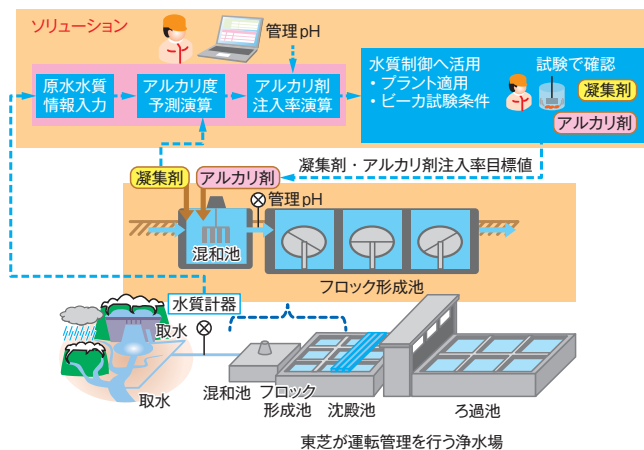 ソリューション
管理pH
原水水質
情報入力
アルカリ度
予測演算
アルカリ剤
注入率演算
水質制御へ活用
・プラント適用
・ビーカ試験条件
試験で確認
凝集剤
アルカリ剤
凝集剤・アルカリ剤注入率目標値
凝集剤
アルカリ剤
管理pH
混和池
フロック形成池
水質計器
取水
取水
混和池
フロック
形成池
沈殿池
ろ過池
東芝が運転管理を行う浄水場